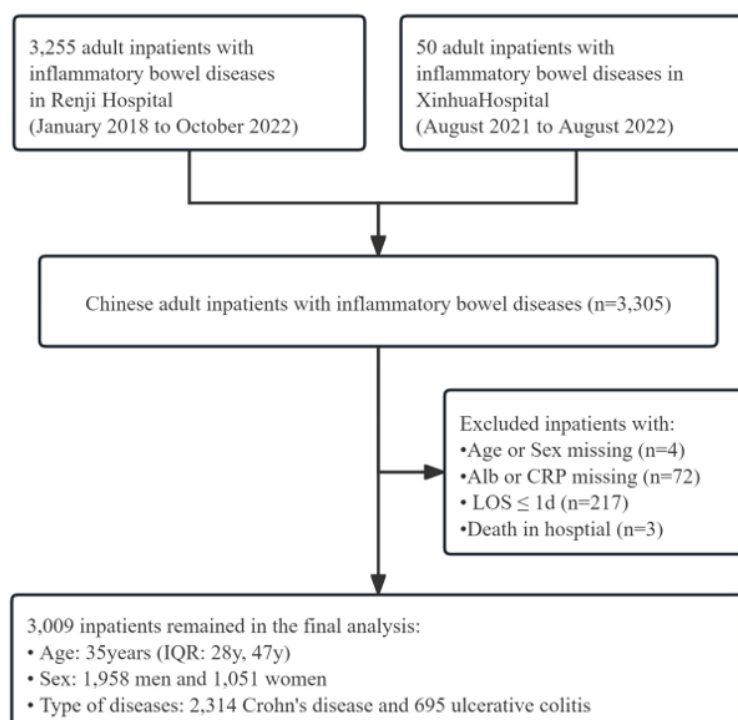 3,255 adult inpatients with
inflammatory bowel diseases
in Renji Hospital
(January 2018 to October 2022)
50 adult inpatients with
inflammatory bowel diseases in
XinhuaHospital
(August 2021 to August 2022)
Chinese adult inpatients with inflammatory bowel diseases (n=3,305)
Excluded inpatients with:
•Age or Sex missing (n=4)
•Alb or CRP missing (n=72)
• LOS ≤ 1d (n=217)
•Death in hosptial (n=3)
3,009 inpatients remained in the final analysis:
• Age: 35years (IQR: 28y, 47y)
• Sex: 1,958 men and 1,051 women
• Type of diseases: 2,314 Crohn's disease and 695 ulcerative colitis